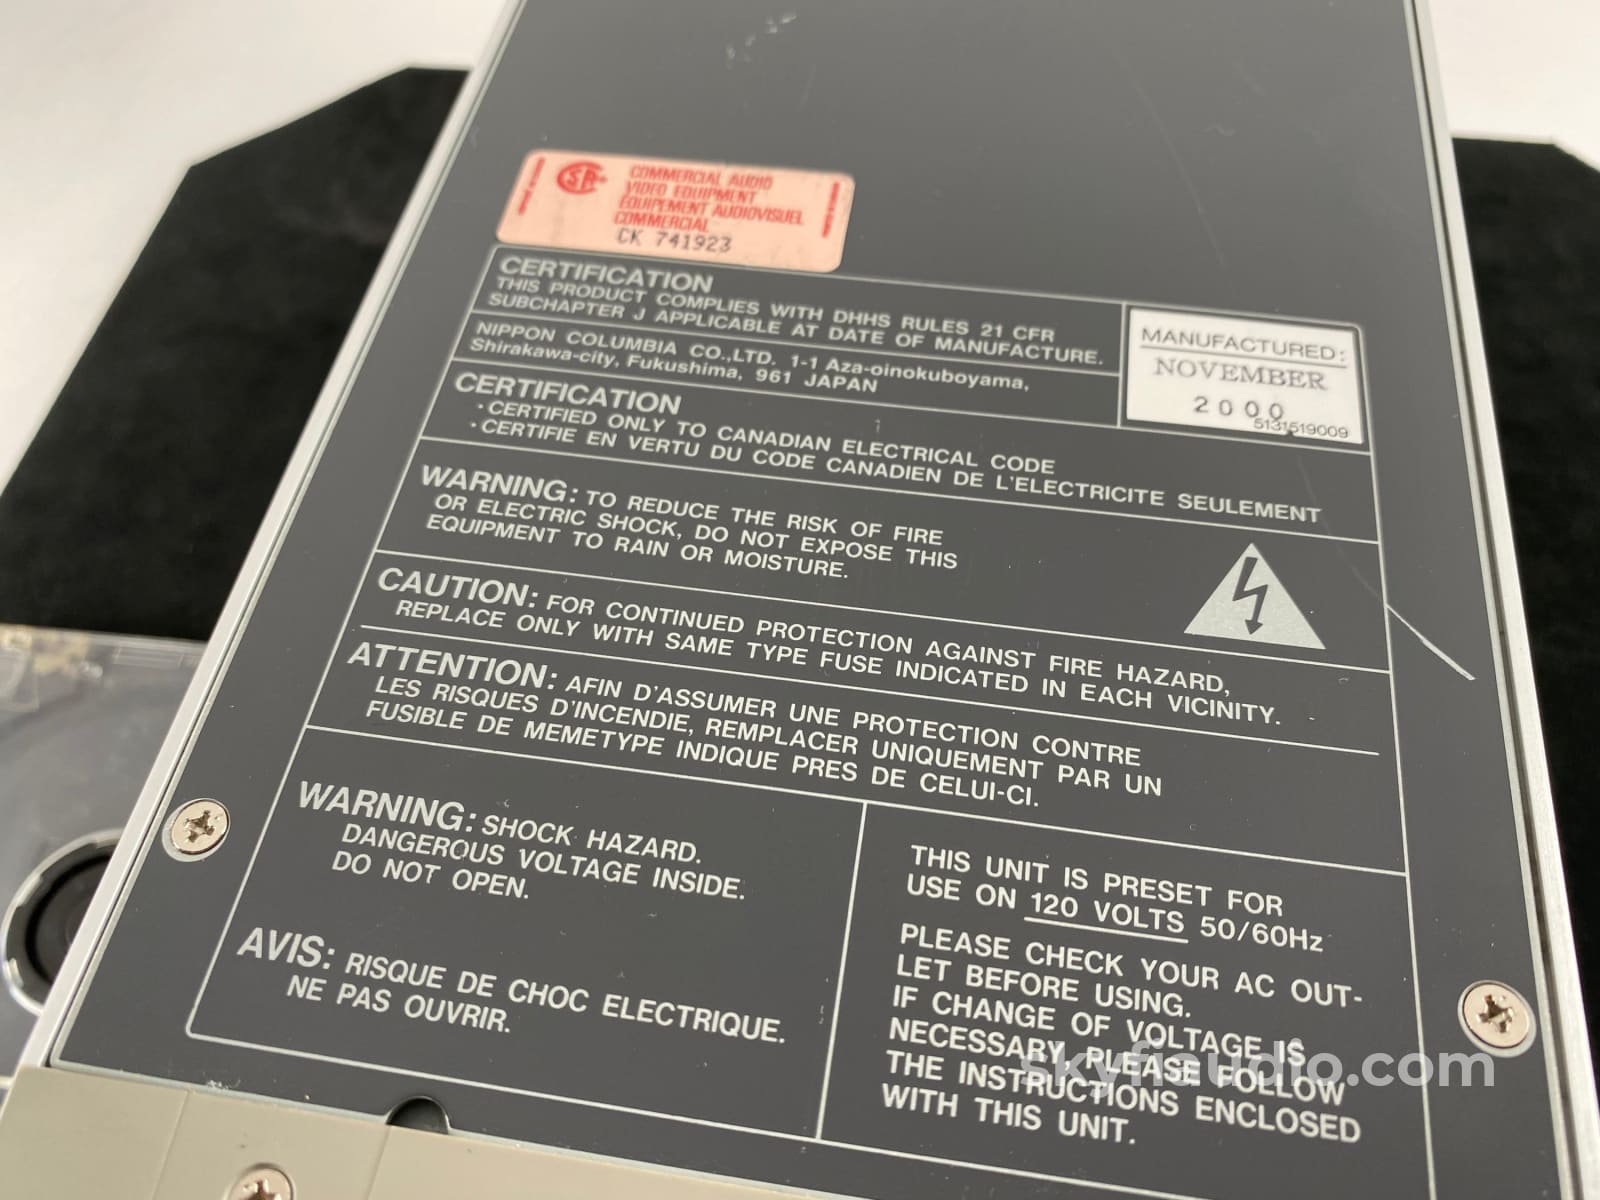 COMMERCIAL AUDIO
VIDEO EQUIPMENT
EQUIPEMENT AUDIOVISUEL
COMMERCIAL
CK 741923
CERTIFICATION
THIS PRODUCT COMPLIES WITH DHHS RULES 21 CFR
SUBCHAPTER J APPLICABLE AT DATE OF MANUFACTURE.
NIPPON COLUMBIA CO.,LTD. 1-1 Aza-oinokuboyama,
Shirakawa-city, Fukushima, 961 JAPAN
MANUFACTURED:
NOVEMBER
2000
5131519009
CERTIFICATION
· CERTIFIED ONLY TO CANADIAN ELECTRICAL CODE
· CERTIFIE EN VERTU DU CODE CANADIEN DE L'ELECTRICITE SEULEMENT
WARNING: TO REDUCE THE RISK OF FIRE
OR ELECTRIC SHOCK, DO NOT EXPOSE THIS
EQUIPMENT TO RAIN OR MOISTURE.
CAUTION: FOR CONTINUED PROTECTION AGAINST FIRE HAZARD,
REPLACE ONLY WITH SAME TYPE FUSE INDICATED IN EACH VICINITY.
ATTENTION: AFIN D'ASSUMER UNE PROTECTION CONTRE
LES RISQUES D'INCENDIE, REMPLACER UNIQUEMENT PAR UN
FUSIBLE DE MEMETYPE INDIQUE PRES DE CELUI-CI.
WARNING: SHOCK HAZARD.
DANGEROUS VOLTAGE INSIDE.
DO NOT OPEN.
AVIS: RISQUE DE CHOC ELECTRIQUE.
NE PAS OUVRIR.
THIS UNIT IS PRESET FOR
USE ON 120 VOLTS 50/60Hz
PLEASE CHECK YOUR AC OUT-
LET BEFORE USING.
IF CHANGE OF VOLTAGE IS
NECESSARY, PLEASE FOLLOW
THE INSTRUCTIONS ENCLOSED
WITH THIS UNIT.
skyfiaudio.com